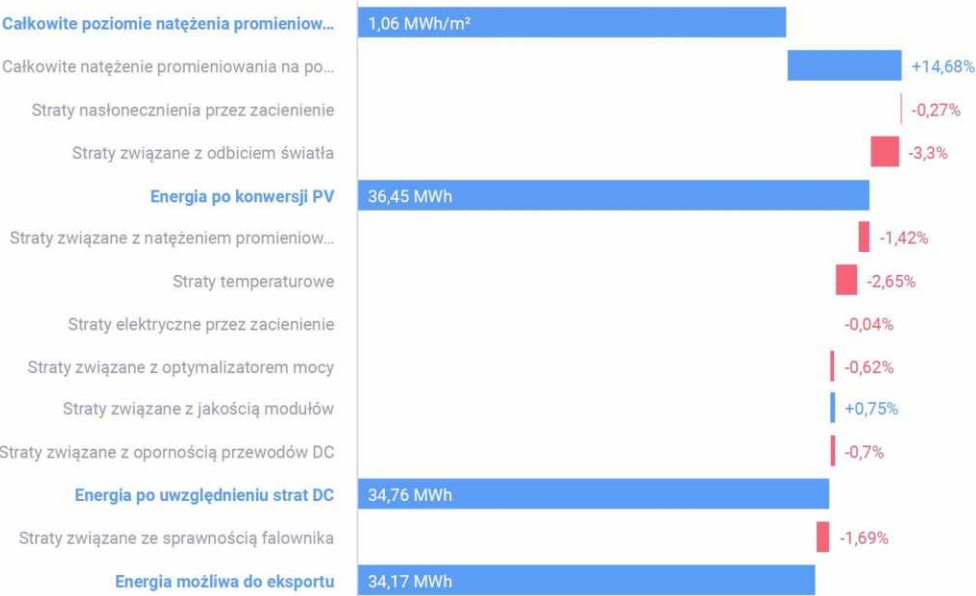 Całkowite poziomie natężenia promieniow... 1,06 MWh/m²
Całkowite natężenie promieniowania na po... +14,68%
Straty nasłonecznienia przez zacienienie -0,27%
Straty związane z odbiciem światła -3,3%
Energia po konwersji PV 36,45 MWh
Straty związane z natężeniem promieniow... -1,42%
Straty temperaturowe -2,65%
Straty elektryczne przez zacienienie -0,04%
Straty związane z optymalizatorem mocy -0,62%
Straty związane z jakością modułów +0,75%
Straty związane z opornością przewodów DC -0,7%
Energia po uwzględnieniu strat DC 34,76 MWh
Straty związane ze sprawnością falownika -1,69%
Energia możliwa do eksportu 34,17 MWh